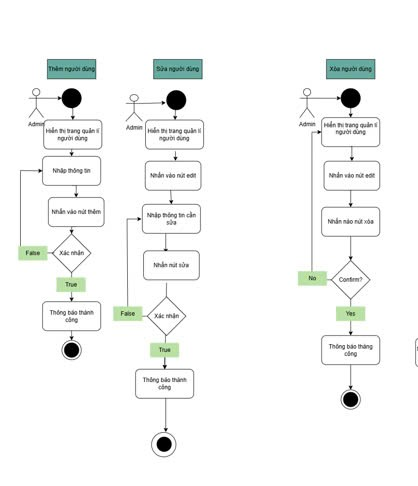 Thêm người dùng
Admin
Hiển thị trang quản lí
người dùng
Nhập thông tin
Nhấn vào nút thêm
False
Xác nhận
True
Thông báo thành
công
Sửa người dùng
Admin
Hiển thị trang quản lí
người dùng
Nhấn vào nút edit
Nhập thông tin cần
sửa
Nhấn nút sửa
False
Xác nhận
True
Thông báo thành
công
Xóa người dùng
Admin
Hiển thị trang quản lí
người dùng
Nhấn vào nút edit
Nhấn nào nút xóa
No
Confirm?
Yes
Thông báo tháng
công